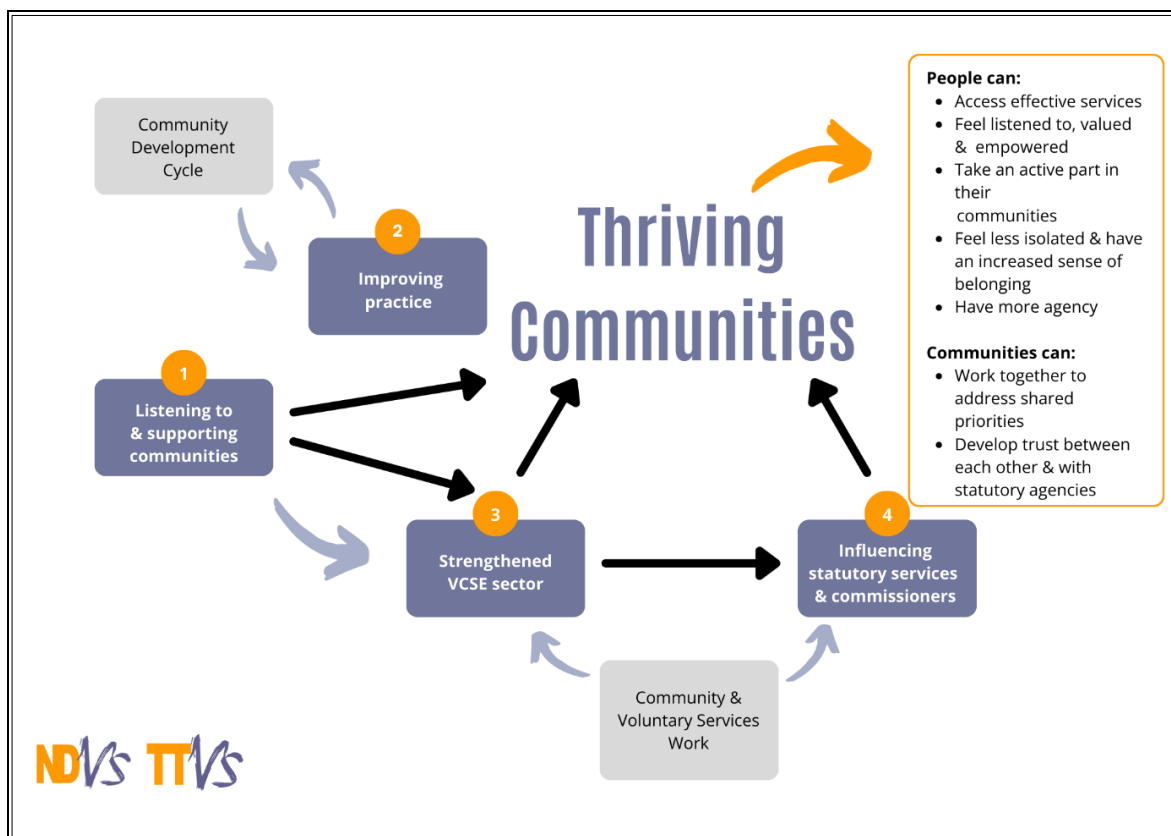 Community
Development
Cycle
2
Improving
practice
1
Listening to
& supporting
communities
Thriving
Communities
People can:
• Access effective services
• Feel listened to, valued
& empowered
• Take an active part in
their
communities
• Feel less isolated & have
an increased sense of
belonging
• Have more agency
Communities can:
• Work together to
address shared
priorities
• Develop trust between
each other & with
statutory agencies
3
Strengthened
VCSE sector
4
Influencing
statutory services
& commissioners
Community &
Voluntary Services
Work
NDVS TTVS